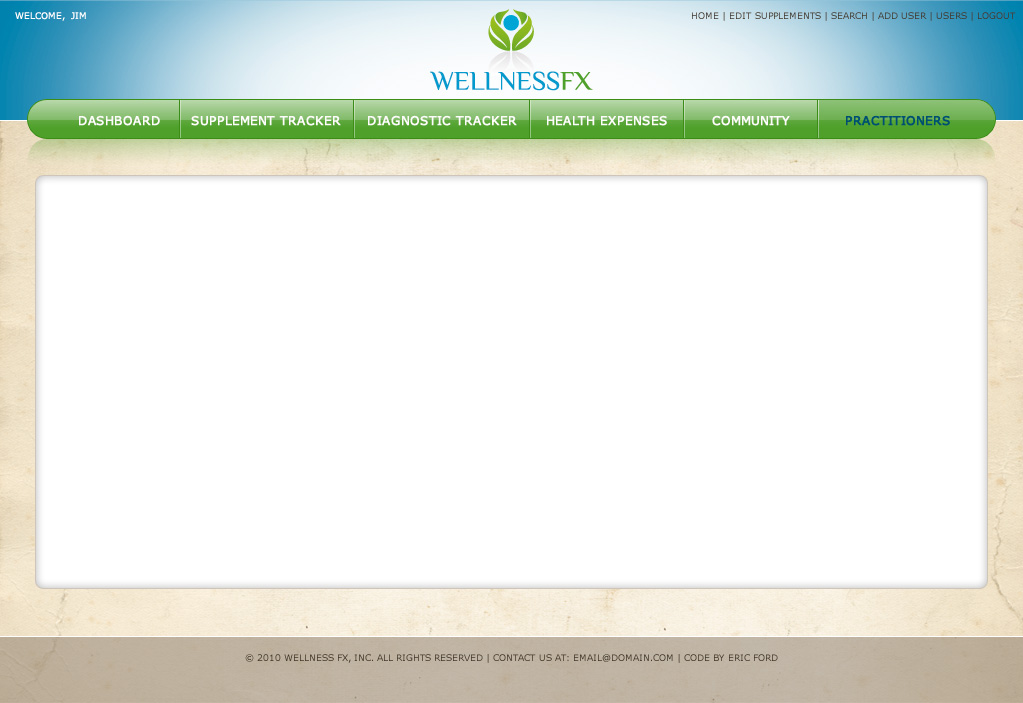 WELCOME, JIM
HOME | EDIT SUPPLEMENTS | SEARCH | ADD USER | USERS | LOGOUT
WELLNESSFX
DASHBOARD SUPPLEMENT TRACKER DIAGNOSTIC TRACKER HEALTH EXPENSES COMMUNITY PRACTITIONERS
© 2010 WELLNESS FX, INC. ALL RIGHTS RESERVED | CONTACT US AT: EMAIL@DOMAIN.COM | CODE BY ERIC FORD